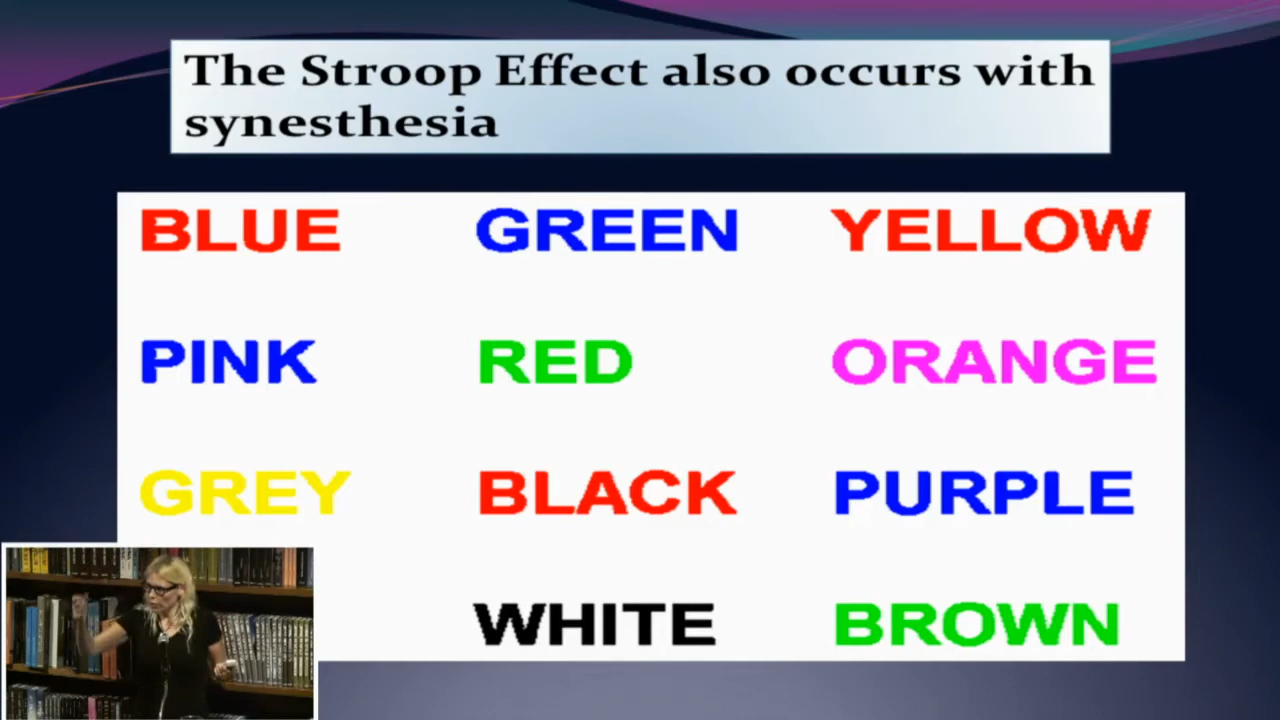 The Stroop Effect also occurs with
synesthesia
BLUE GREEN YELLOW
PINK RED ORANGE
GREY BLACK PURPLE
WHITE BROWN